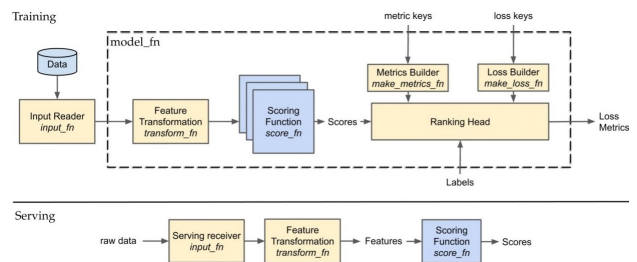 Training
metric keys
loss keys
model_fn
Data
Metrics Builder
make_metrics_fn
Loss Builder
make_loss_fn
Input Reader
input_fn
Feature
Transformation
transform_fn
Scoring
Function
score_fn
Scores
Ranking Head
Loss
Metrics
Labels
Serving
raw data
Serving receiver
input_fn
Feature
Transformation
transform_fn
Features
Scoring
Function
score_fn
Scores